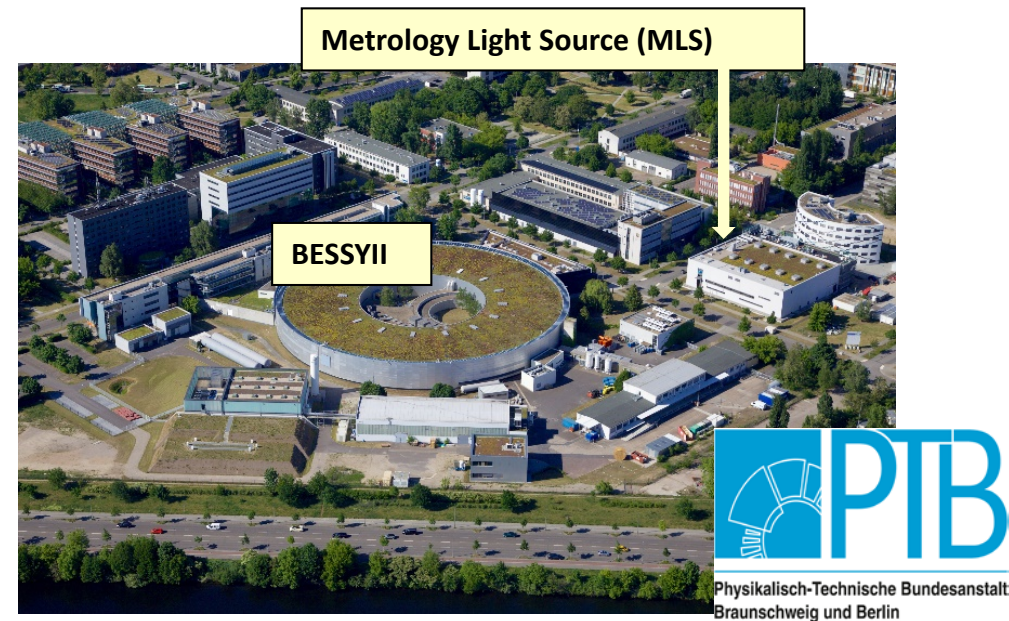 Metrology Light Source (MLS)
BESSYII
PTB
Physikalisch-Technische Bundesanstalt
Braunschweig und Berlin